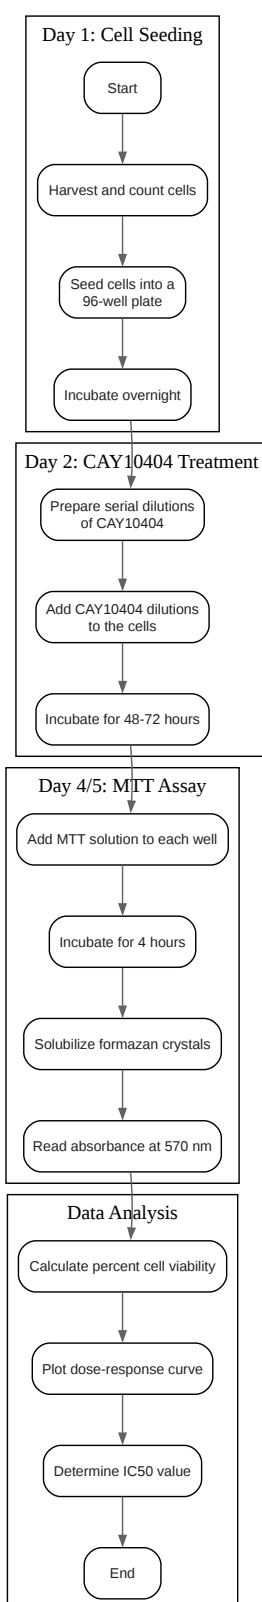 Day 1: Cell Seeding
Start
Harvest and count cells
Seed cells into a
96-well plate
Incubate overnight
Day 2: CAY10404 Treatment
Prepare serial dilutions
of CAY10404
Add CAY10404 dilutions
to the cells
Incubate for 48-72 hours
Day 4/5: MTT Assay
Add MTT solution to each well
Incubate for 4 hours
Solubilize formazan crystals
Read absorbance at 570 nm
Data Analysis
Calculate percent cell viability
Plot dose-response curve
Determine IC50 value
End